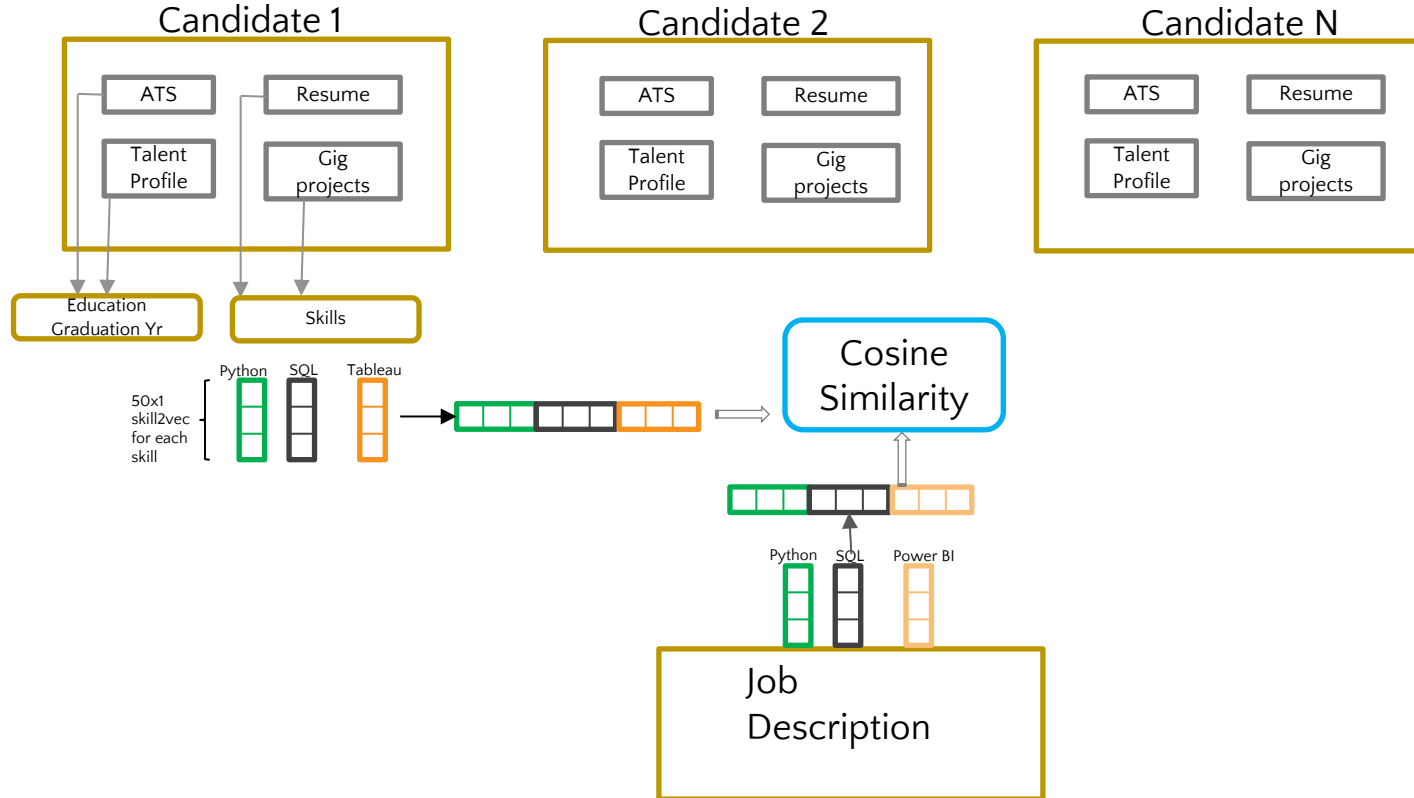 Candidate 1
Candidate 2
Candidate N
ATS
Resume
Talent
Profile
Gig
projects
ATS
Resume
Talent
Profile
Gig
projects
ATS
Resume
Talent
Profile
Gig
projects
Education
Graduation Yr
Skills
Cosine
Similarity
Python
SQL
Tableau
50x1
skill2vec
for each
skill
Python
SQL
Power BI
Job
Description